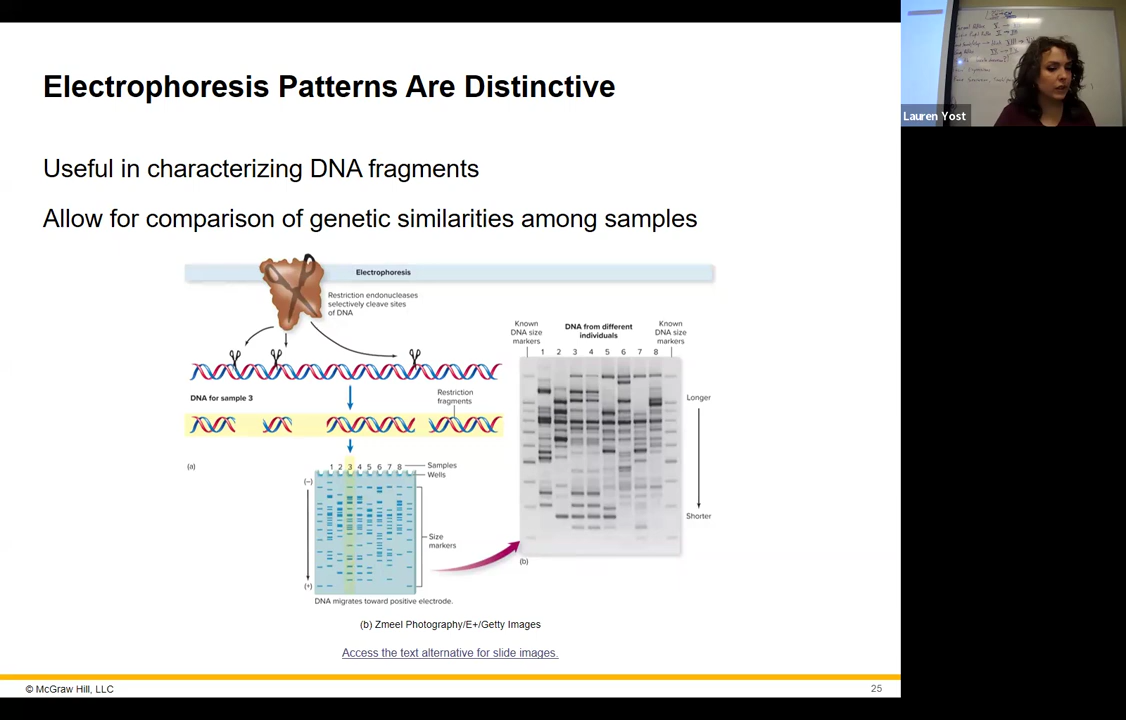 Electrophoresis Patterns Are Distinctive
Useful in characterizing DNA fragments
Allow for comparison of genetic similarities among samples
Electrophoresis
Restriction endonucleases
selectively cleave sites
of DNA
DNA for sample 3
Restriction
fragments
(a)
1 2 3 4 5 6 7 8
Samples
Wells
(–)
Size
markers
(+)
DNA migrates toward positive electrode.
Known
DNA size
markers
DNA from different
individuals
Known
DNA size
markers
1 2 3 4 5 6 7 8
Longer
Shorter
(b)
(b) Zmeel Photography/E+/Getty Images
Access the text alternative for slide images.
© McGraw Hill, LLC
25
Lauren Yost